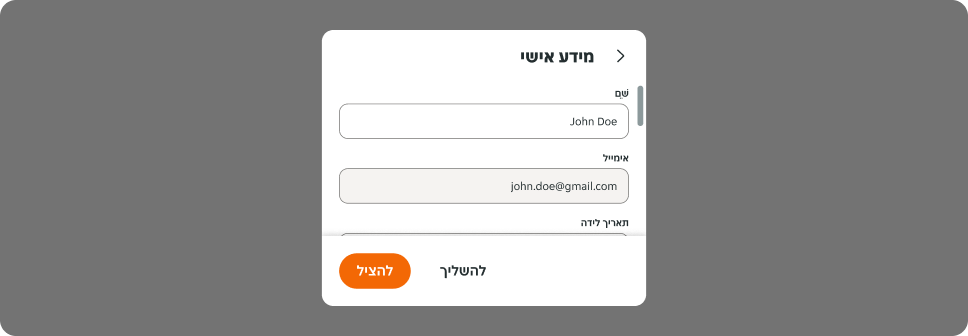 מידע אישי
שֵׁם
John Doe
אימייל
john.doe@gmail.com
תאריך לידה
להשליך
להציל